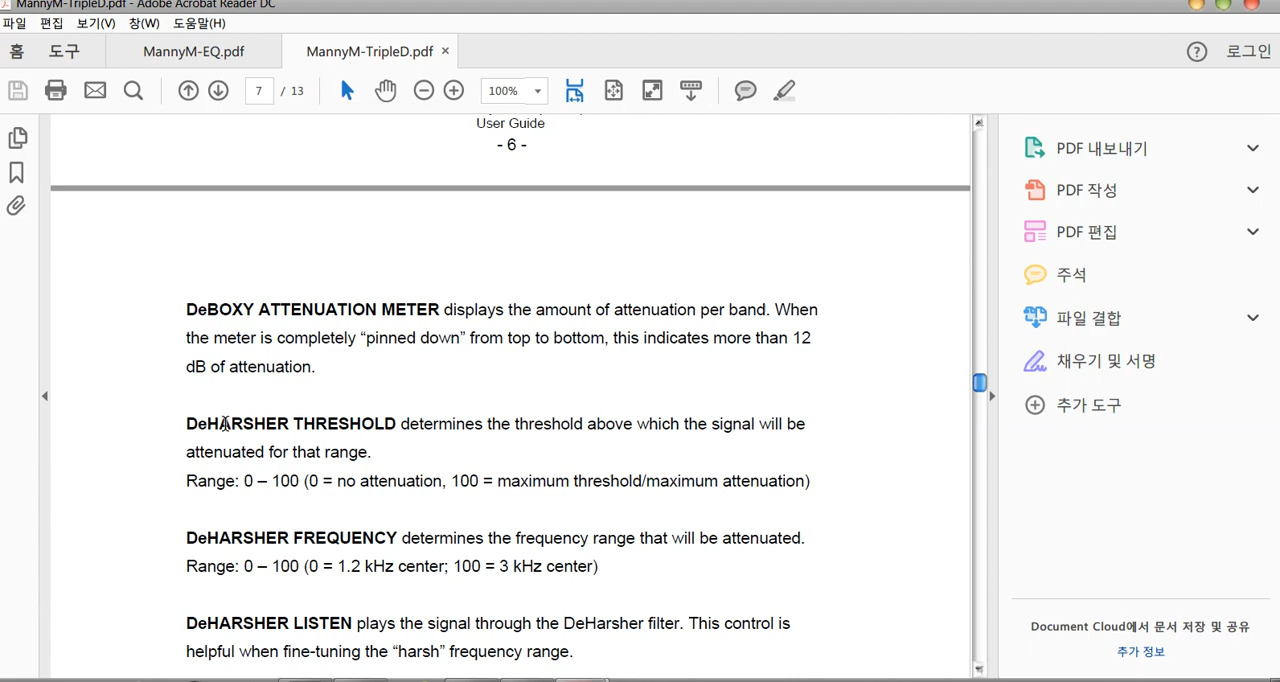 MannyM-TripleD.pdf - Adobe Acrobat Reader DC
파일 편집 보기(V) 창(W) 도움말(H)
홈 도구 MannyM-EQ.pdf MannyM-TripleD.pdf × ? 로그인
7 / 13 100%
User Guide
- 6 -
DeBOXY ATTENUATION METER displays the amount of attenuation per band. When
the meter is completely “pinned down” from top to bottom, this indicates more than 12
dB of attenuation.
DeHARSHER THRESHOLD determines the threshold above which the signal will be
attenuated for that range.
Range: 0 – 100 (0 = no attenuation, 100 = maximum threshold/maximum attenuation)
DeHARSHER FREQUENCY determines the frequency range that will be attenuated.
Range: 0 – 100 (0 = 1.2 kHz center; 100 = 3 kHz center)
DeHARSHER LISTEN plays the signal through the DeHarsher filter. This control is
helpful when fine-tuning the “harsh” frequency range.
PDF 내보내기
PDF 작성
PDF 편집
주석
파일 결합
채우기 및 서명
추가 도구
Document Cloud에서 문서 저장 및 공유
추가 정보